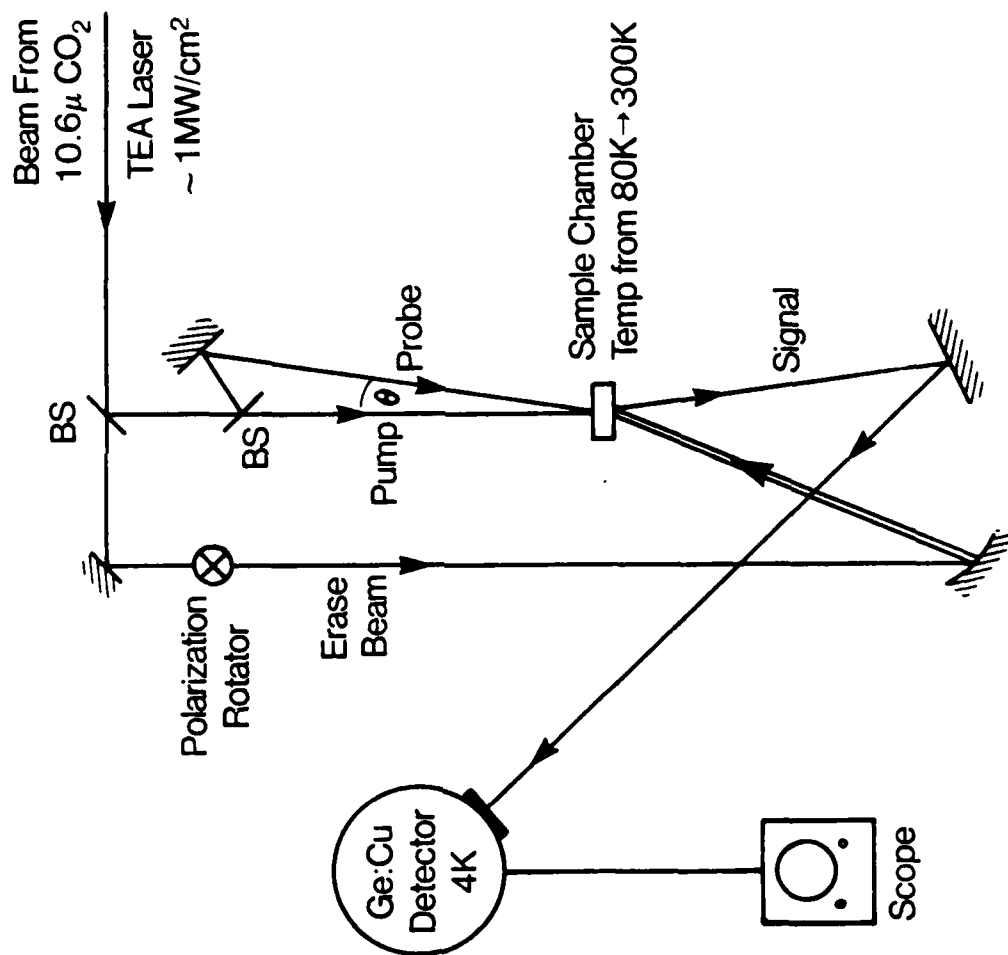 Beam From
10.6μ CO₂
TEA Laser
~ 1MW/cm²
BS
BS
Probe
θ
Pump
Polarization
Rotator
Erase
Beam
Sample Chamber
Temp from 80K→300K
Signal
Ge:Cu
Detector
4K
Scope